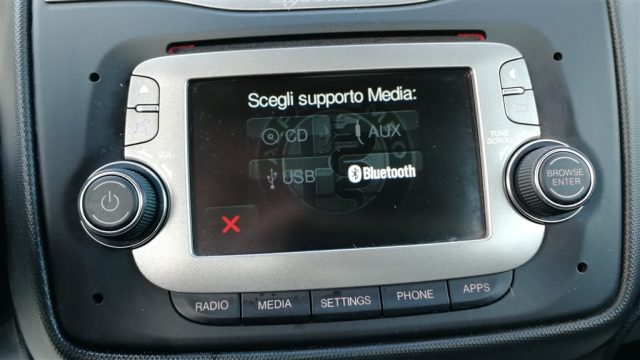 Scegli supporto Media:
CD
AUX
USB
Bluetooth
VOL
TUNE
SCROLL
BROWSE
ENTER
RADIO
MEDIA
SETTINGS
PHONE
APPS